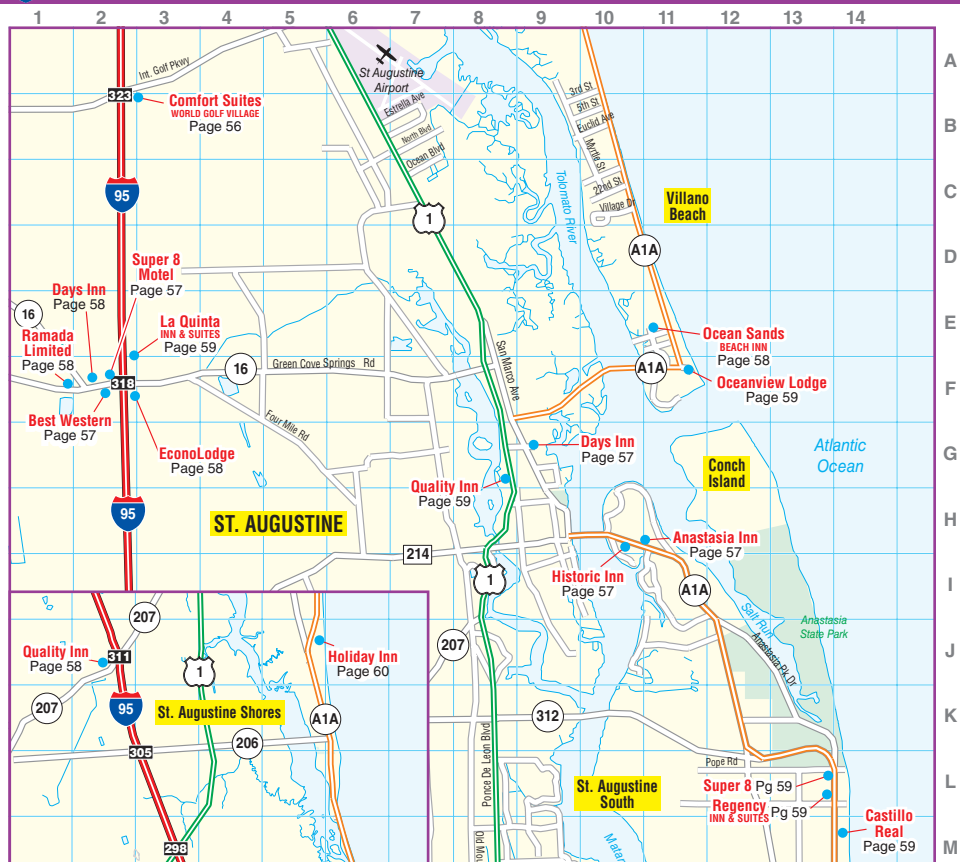 1 2 3 4 5 6 7 8 9 10 11 12 13 14
A
B
C
D
E
F
G
H
I
J
K
L
M
Int. Golf Pkwy
323
Comfort Suites
WORLD GOLF VILLAGE
Page 56
St Augustine
Airport
Estrella Ave
North Blvd
Ocean Blvd
3rd St
5th St
Euclid Ave
Myrtle St
22nd St
Village Dr
Tolomato River
Villano
Beach
95
1
A1A
Super 8
Motel
Page 57
Days Inn
Page 58
16
Ramada
Limited
Page 58
La Quinta
INN & SUITES
Page 59
318
16
Green Cove Springs Rd
Best Western
Page 57
EconoLodge
Page 58
Four Mile Rd
San Marco Ave
Ocean Sands
BEACH INN
Page 58
A1A
Oceanview Lodge
Page 59
Days Inn
Page 57
Quality Inn
Page 59
Conch
Island
Atlantic
Ocean
95
ST. AUGUSTINE
214
1
Anastasia Inn
Page 57
Historic Inn
Page 57
A1A
Salt Run
Anastasia
State Park
Anastasia Pk Dr
207
312
Ponce De Leon Blvd
Old Mou
Pope Rd
St. Augustine
South
Matan
Super 8 Pg 59
Regency
INN & SUITES
Pg 59
Castillo
Real
Page 59
207
Quality Inn
Page 58
311
1
Holiday Inn
Page 60
207
95
St. Augustine Shores
A1A
206
305
298